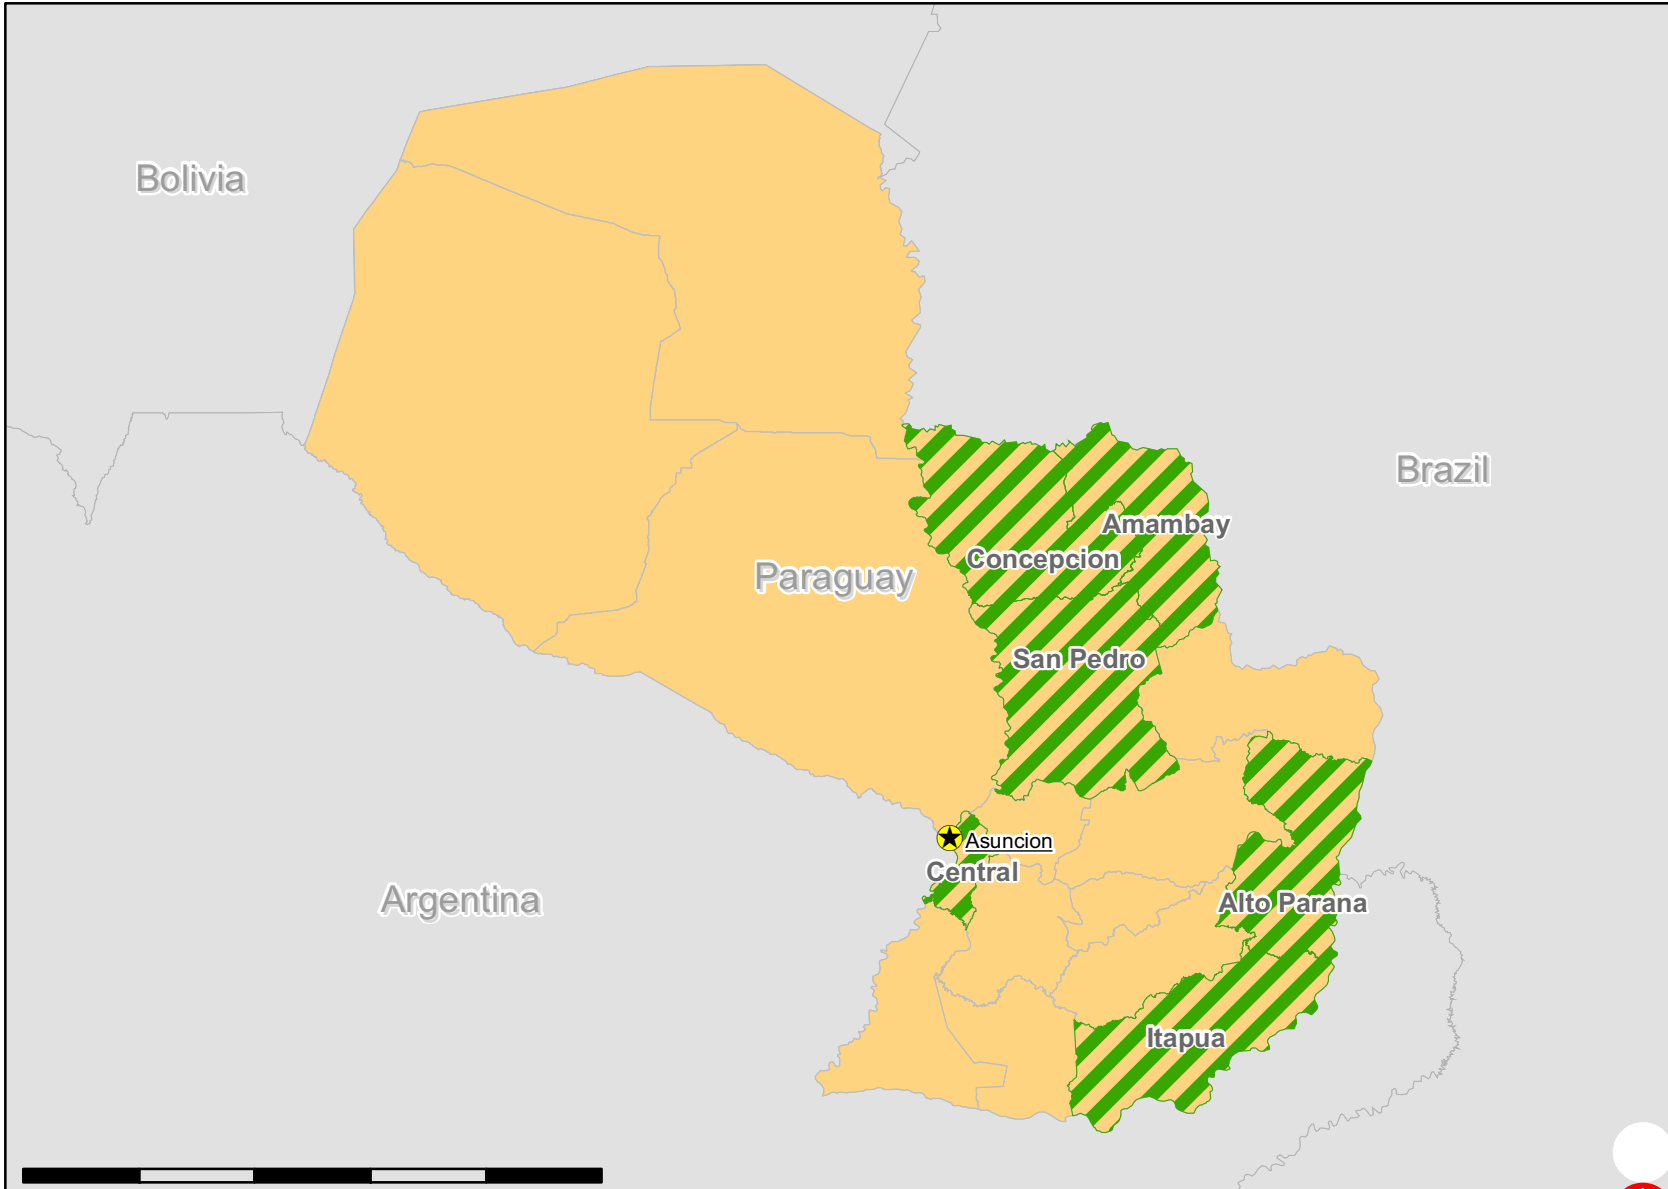 Bolivia
Brazil
Amambay
Concepcion
Paraguay
San Pedro
Asuncion
Central
Argentina
Alto Parana
Itapua